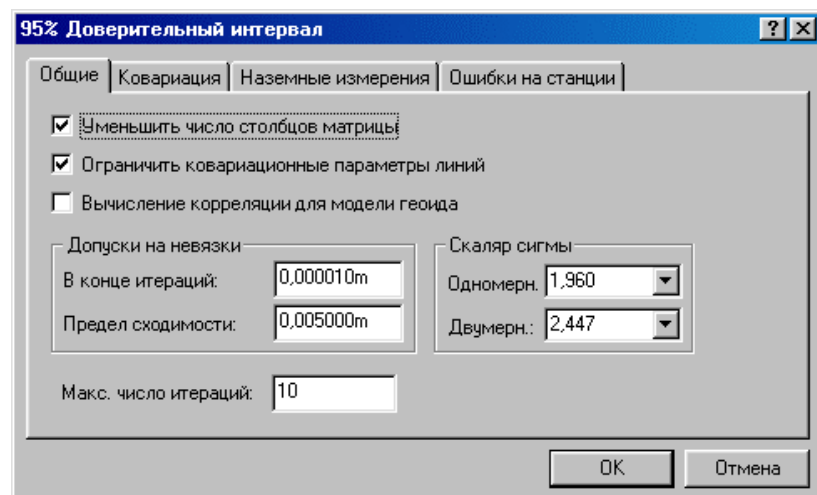 95% Доверительный интервал
Общие Ковариация Наземные измерения Ошибки на станции
Уменьшить число столбцов матрицы
Ограничить ковариационные параметры линий
Вычисление корреляции для модели геоида
Допуски на невязки
В конце итераций: 0,000010m
Предел сходимости: 0,005000m
Скаляр сигмы
Одномерн. 1,960
Двумерн.: 2,447
Макс. число итераций: 10
OK Отмена